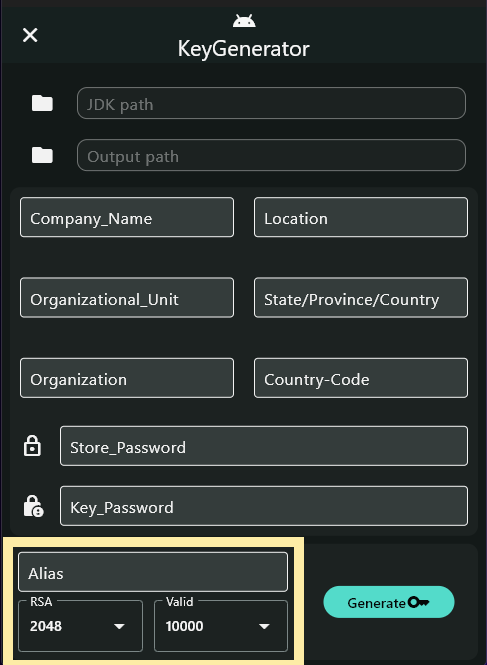 KeyGenerator
JDK path
Output path
Company_Name
Location
Organizational_Unit
State/Province/Country
Organization
Country-Code
Store_Password
Key_Password
Alias
RSA
2048
Valid
10000
Generate